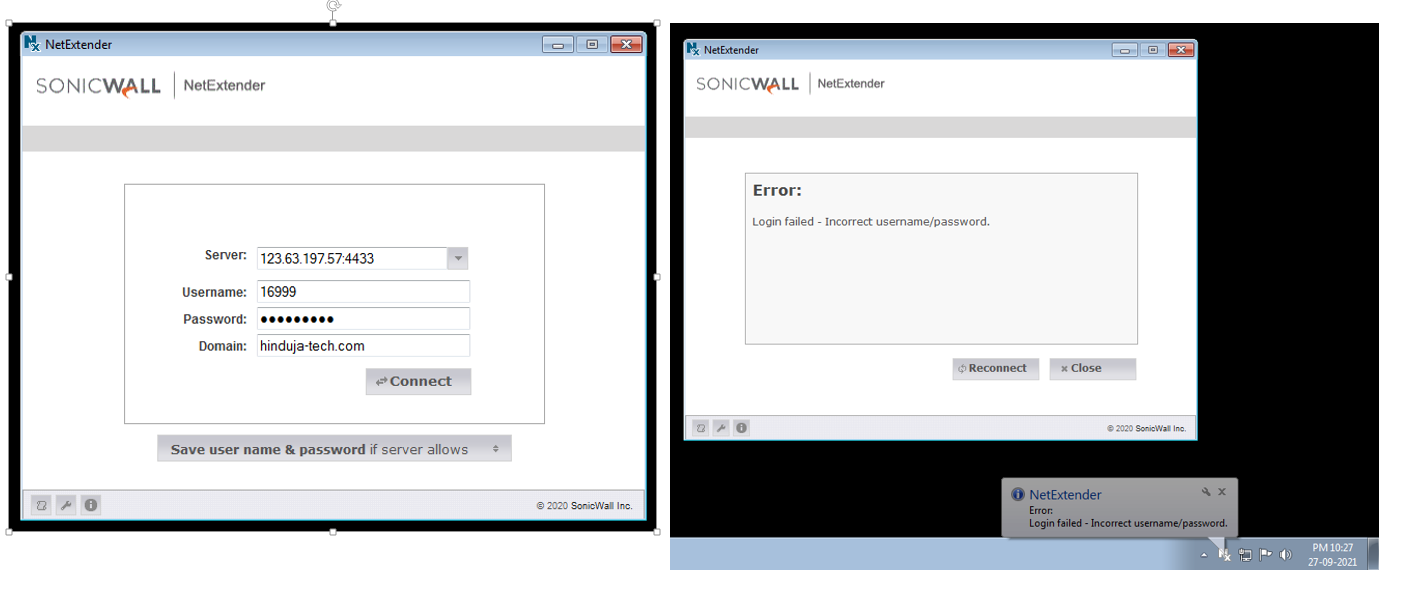 NetExtender
SONICWALL NetExtender
Server: 123.63.197.57:4433
Username: 16999
Password: ●●●●●●●●●
Domain: hinduja-tech.com
Connect
Save user name & password if server allows
© 2020 SonicWall Inc.
NetExtender
SONICWALL NetExtender
Error:
Login failed - Incorrect username/password.
Reconnect Close
© 2020 SonicWall Inc.
NetExtender
Error:
Login failed - Incorrect username/password.
PM 10:27
27-09-2021